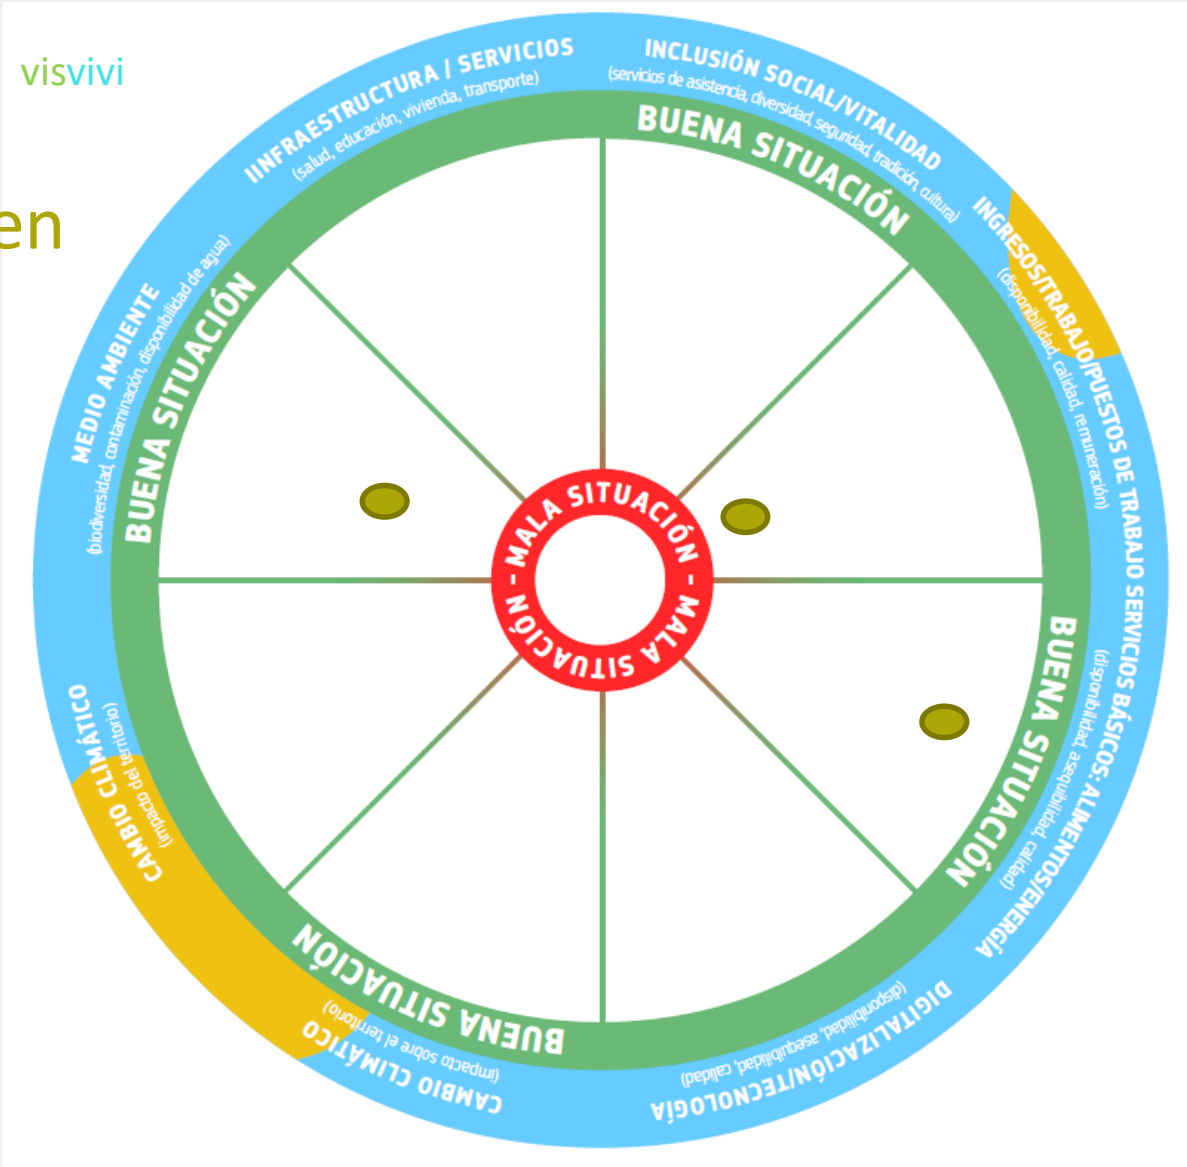 visvivi
en
IINFRAESTRUCTURA / SERVICIOS
(salud, educación, vivienda, transporte)
INCLUSIÓN SOCIAL/VITALIDAD
(servicios de asistencia, diversidad, seguridad, tradición, cultura)
INGRESOS/TRABAJO/PUESTOS DE TRABAJO
(disponibilidad, calidad, remuneración)
SERVICIOS BÁSICOS: ALIMENTOS/ENERGÍA
(disponibilidad, asequibilidad, calidad)
DIGITALIZACIÓN/TECNOLOGÍA
(disponibilidad, asequibilidad, calidad)
CAMBIO CLIMÁTICO
(impacto sobre el territorio)
CAMBIO CLIMÁTICO
(impacto del territorio)
MEDIO AMBIENTE
(biodiversidad, contaminación, disponibilidad de agua)
BUENA SITUACIÓN
BUENA SITUACIÓN
BUENA SITUACIÓN
BUENA SITUACIÓN
- MALA SITUACIÓN - MALA SITUACIÓN